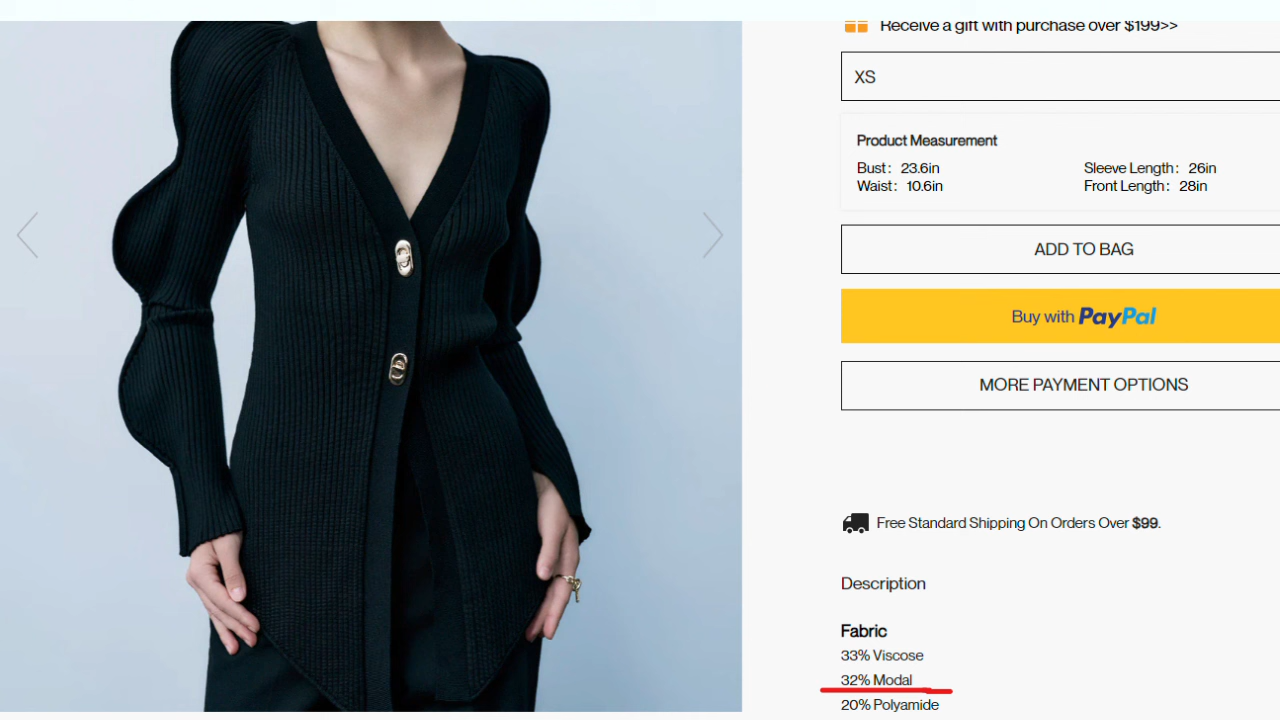 Receive a gift with purchase over $199>>
XS
Product Measurement
Bust: 23.6in Sleeve Length: 26in
Waist: 10.6in Front Length: 28in
ADD TO BAG
Buy with PayPal
MORE PAYMENT OPTIONS
Free Standard Shipping On Orders Over $99.
Description
Fabric
33% Viscose
32% Modal
20% Polyamide